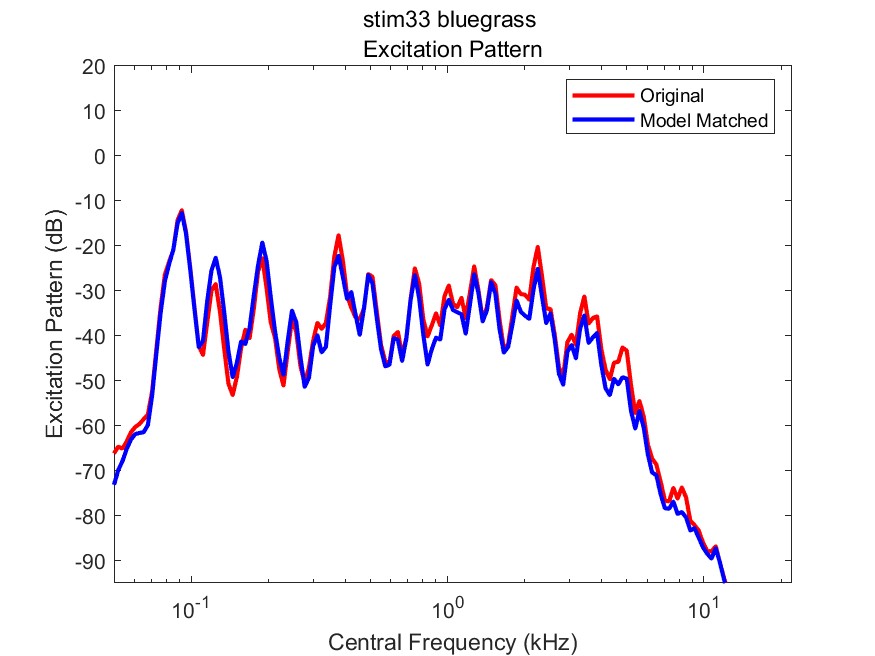 stim33 bluegrass
Excitation Pattern
Original
Model Matched
20
10
0
-10
-20
-30
-40
-50
-60
-70
-80
-90
Excitation Pattern (dB)
10-1
100
101
Central Frequency (kHz)